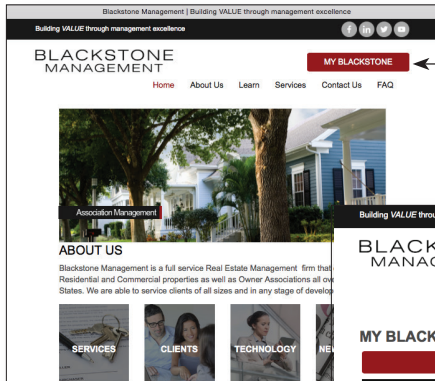 Blackstone Management | Building VALUE through management excellence
Building VALUE through management excellence
BLACKSTONE
MANAGEMENT
MY BLACKSTONE
Home About Us Learn Services Contact Us FAQ
Association Management
ABOUT US
Blackstone Management is a full service Real Estate Management firm that
Residential and Commercial properties as well as Owner Associations all
States. We are able to service clients of all sizes and in any stage of
SERVICES CLIENTS TECHNOLOGY
Building VALUE
BLACK
MANAG
MY BLACK